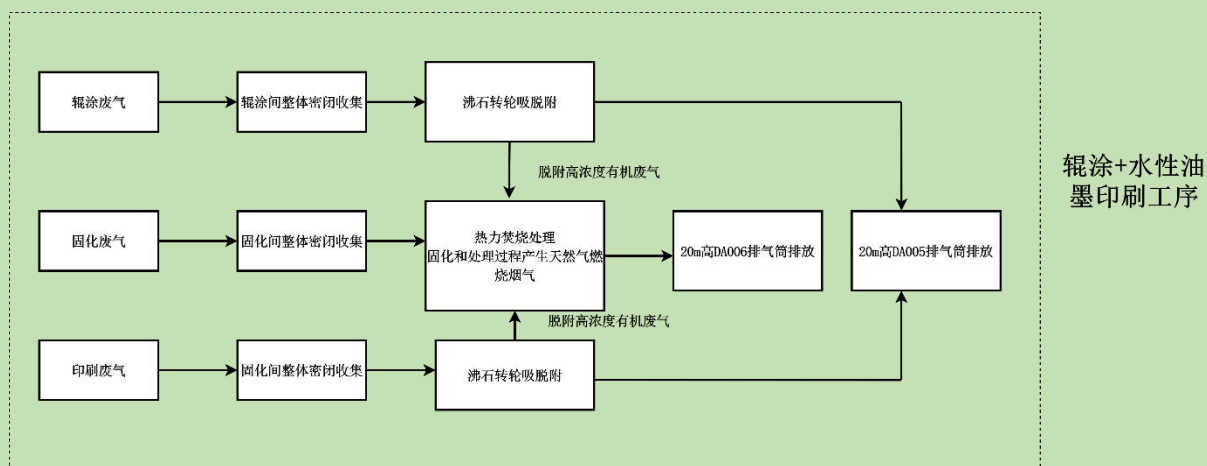 辊涂废气
辊涂间整体密闭收集
沸石转轮吸脱附
脱附高浓度有机废气
辊涂+水性油
墨印刷工序
固化废气
固化间整体密闭收集
热力焚烧处理
固化和处理过程产生天然气燃
烧烟气
20m高DA006排气筒排放
20m高DA005排气筒排放
脱附高浓度有机废气
印刷废气
固化间整体密闭收集
沸石转轮吸脱附